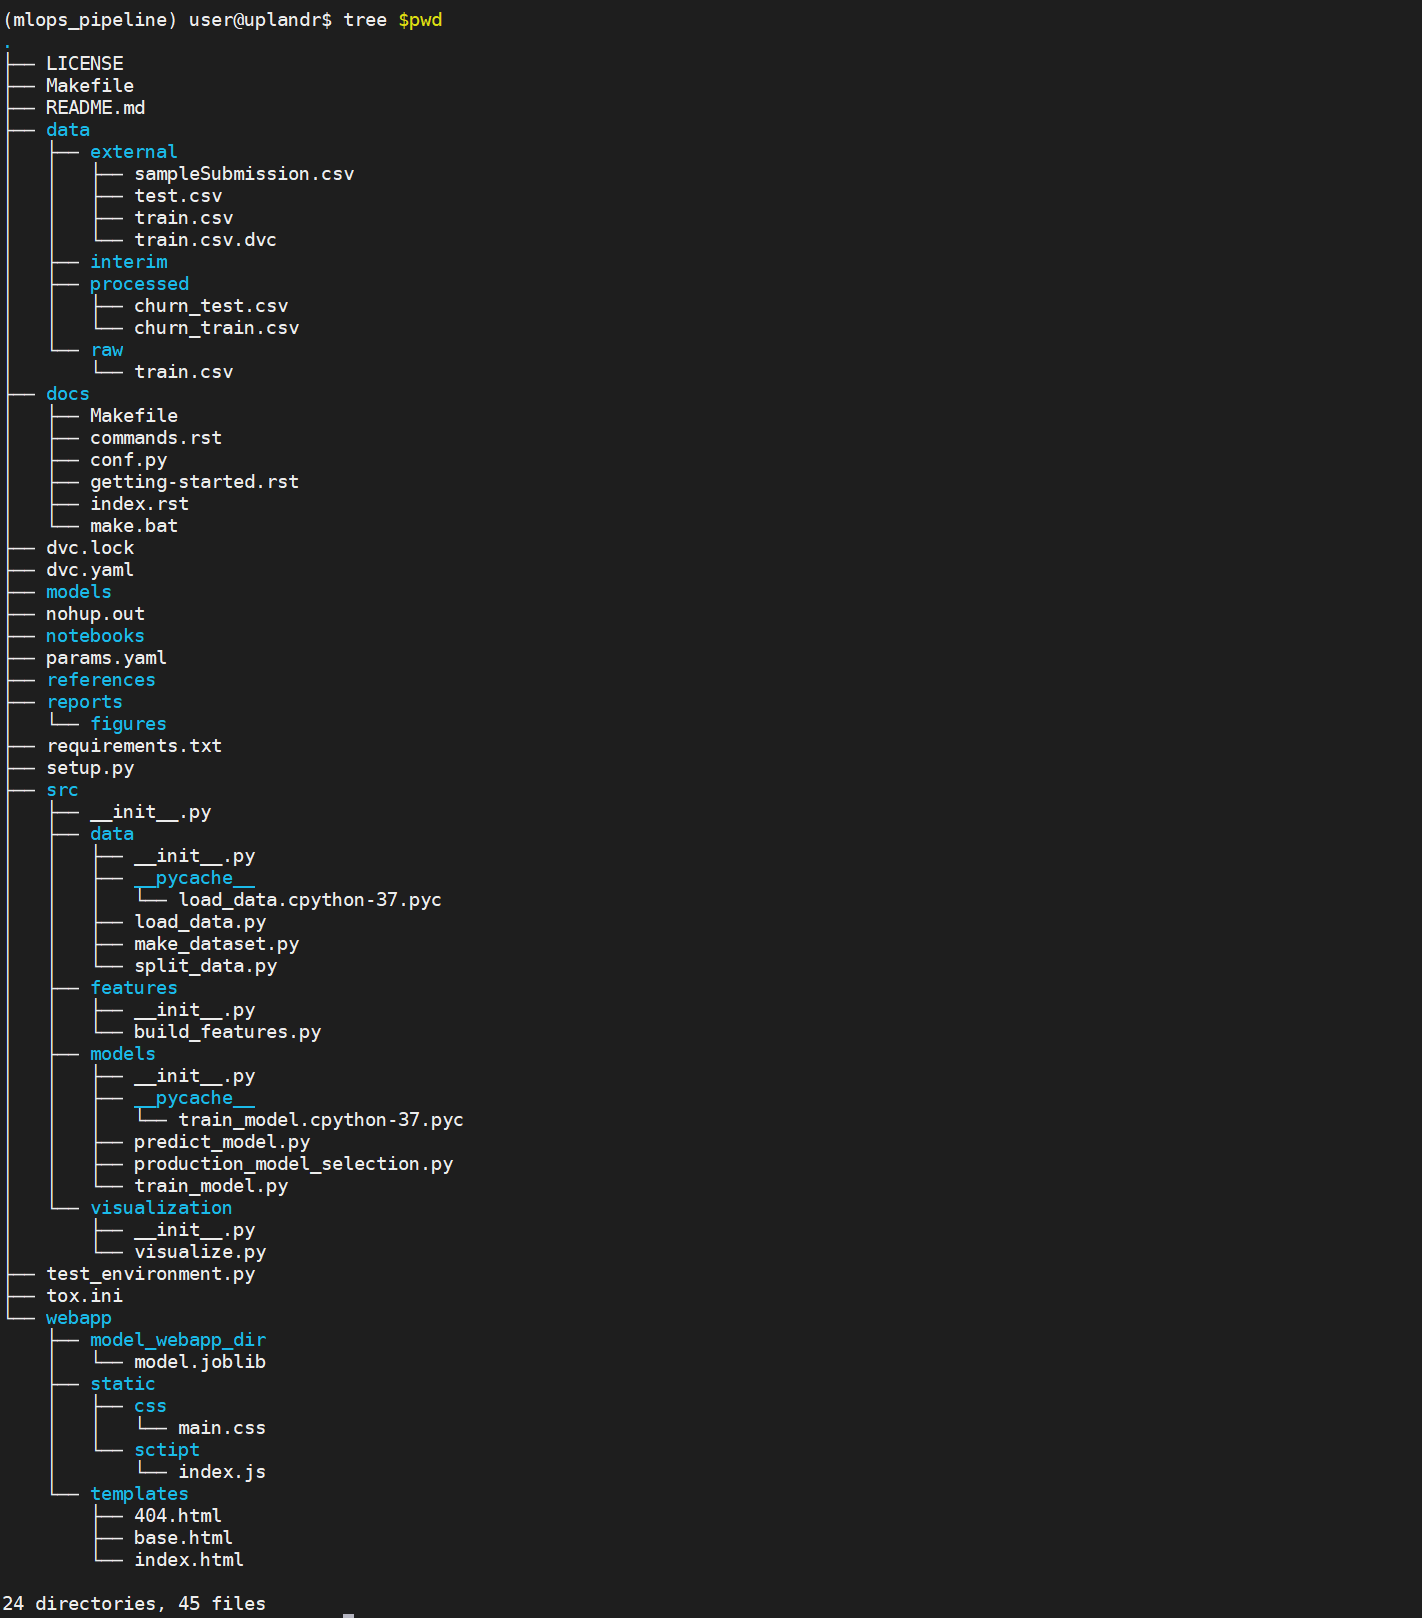 (mlops_pipeline) user@uplandr$ tree $pwd
.
├── LICENSE
├── Makefile
├── README.md
├── data
│   ├── external
│   │   ├── sampleSubmission.csv
│   │   ├── test.csv
│   │   ├── train.csv
│   │   └── train.csv.dvc
│   ├── interim
│   ├── processed
│   │   ├── churn_test.csv
│   │   └── churn_train.csv
│   └── raw
│       └── train.csv
├── docs
│   ├── Makefile
│   ├── commands.rst
│   ├── conf.py
│   ├── getting-started.rst
│   ├── index.rst
│   └── make.bat
├── dvc.lock
├── dvc.yaml
├── models
├── nohup.out
├── notebooks
├── params.yaml
├── references
├── reports
│   └── figures
├── requirements.txt
├── setup.py
├── src
│   ├── __init__.py
│   ├── data
│   │   ├── __init__.py
│   │   ├── __pycache__
│   │   │   └── load_data.cpython-37.pyc
│   │   ├── load_data.py
│   │   ├── make_dataset.py
│   │   └── split_data.py
│   ├── features
│   │   ├── __init__.py
│   │   └── build_features.py
│   ├── models
│   │   ├── __init__.py
│   │   ├── __pycache__
│   │   │   └── train_model.cpython-37.pyc
│   │   ├── predict_model.py
│   │   ├── production_model_selection.py
│   │   └── train_model.py
│   └── visualization
│       ├── __init__.py
│       └── visualize.py
├── test_environment.py
├── tox.ini
└── webapp
    ├── model_webapp_dir
    │   └── model.joblib
    ├── static
    │   ├── css
    │   │   └── main.css
    │   └── sctipt
    │       └── index.js
    └── templates
        ├── 404.html
        ├── base.html
        └── index.html

24 directories, 45 files